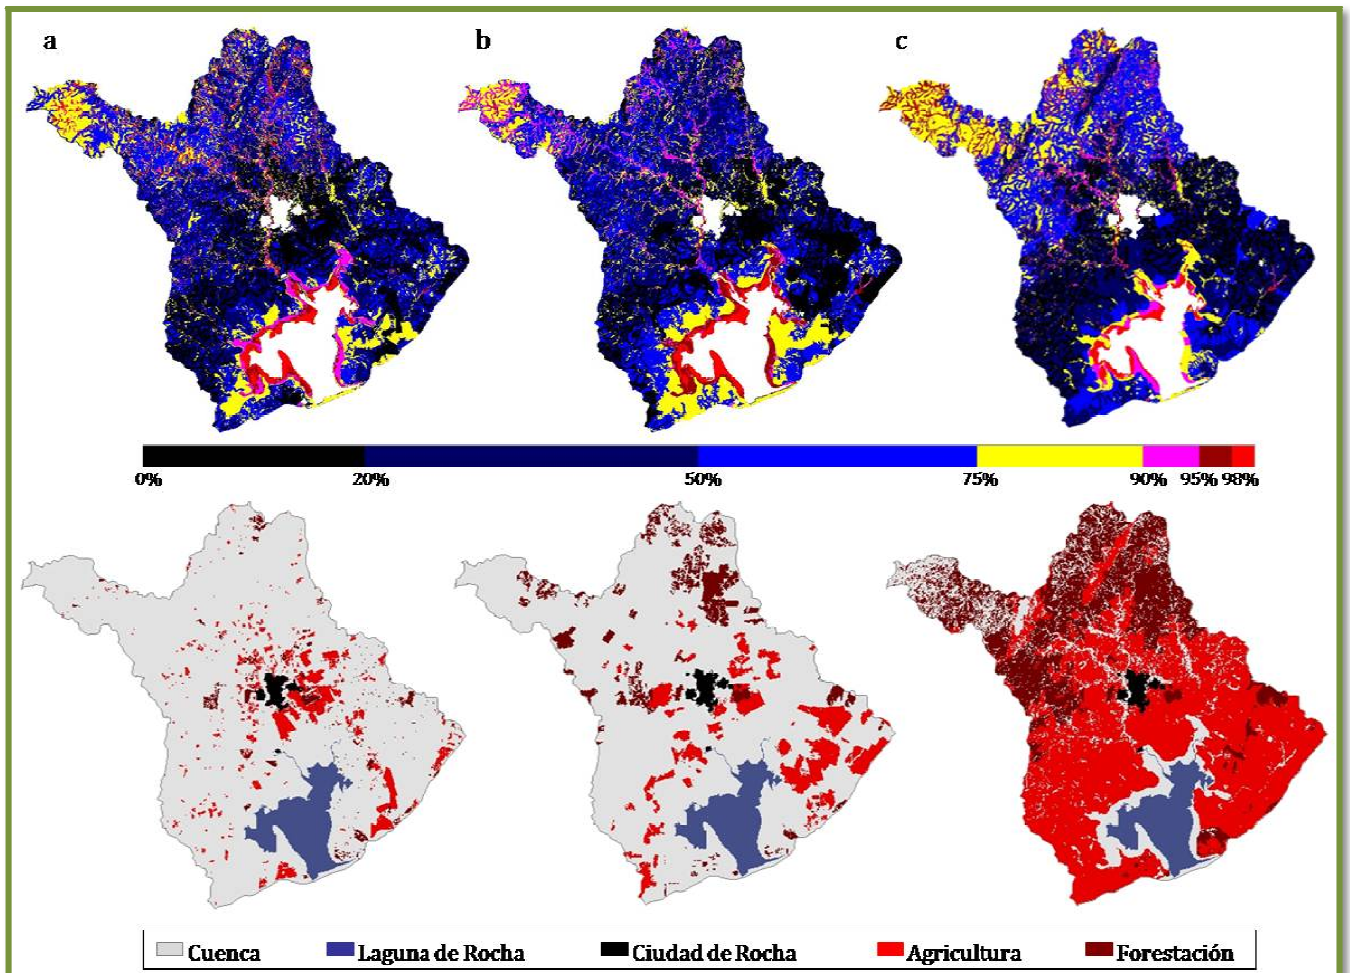 a b c
0% 20% 50% 75% 90% 95% 98%
Cuenca Laguna de Rocha Ciudad de Rocha Agricultura Forestación